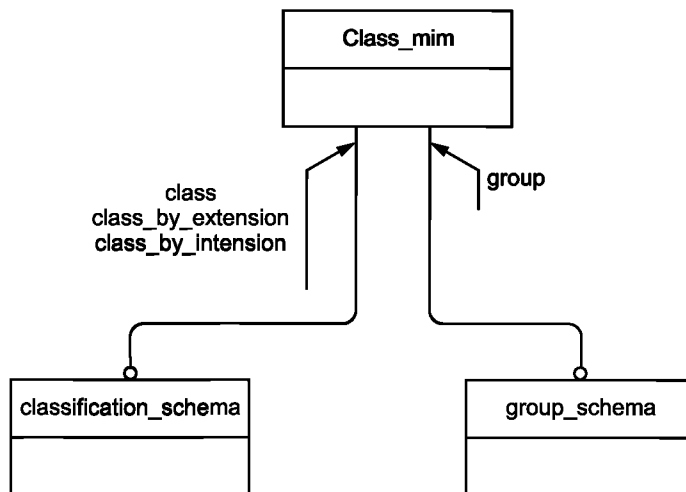 Class_mim
class
class_by_extension
class_by_intension
group
classification_schema
group_schema